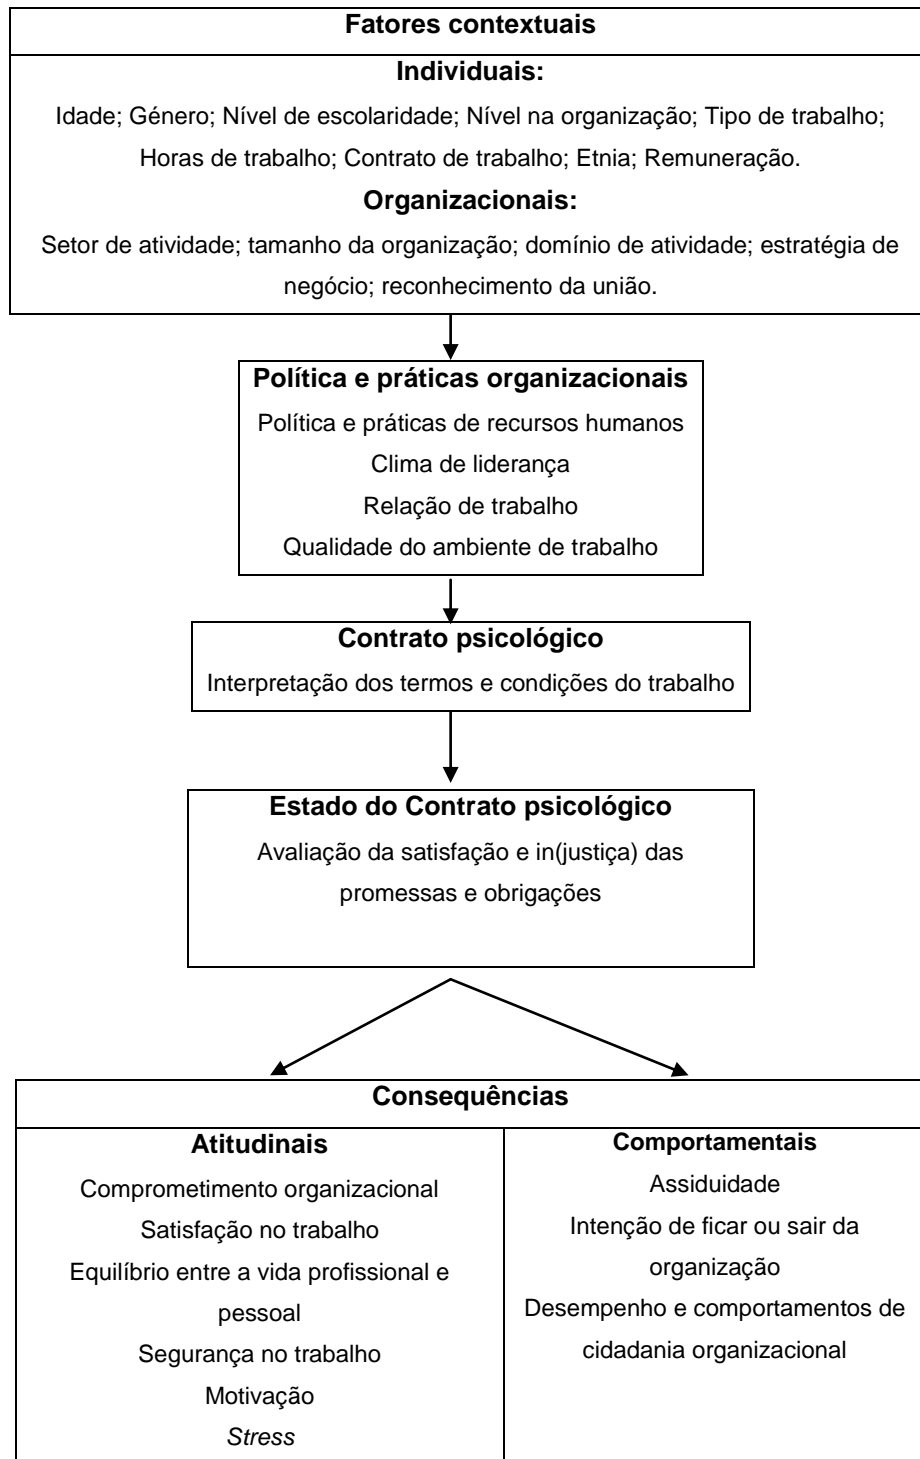 Fatores contextuais
Individuais:
Idade; Género; Nível de escolaridade; Nível na organização; Tipo de trabalho;
Horas de trabalho; Contrato de trabalho; Etnia; Remuneração.
Organizacionais:
Setor de atividade; tamanho da organização; domínio de atividade; estratégia de
negócio; reconhecimento da união.
Política e práticas organizacionais
Política e práticas de recursos humanos
Clima de liderança
Relação de trabalho
Qualidade do ambiente de trabalho
Contrato psicológico
Interpretação dos termos e condições do trabalho
Estado do Contrato psicológico
Avaliação da satisfação e in(justiça) das
promessas e obrigações
Consequências
Atitudinais
Comprometimento organizacional
Satisfação no trabalho
Equilíbrio entre a vida profissional e
pessoal
Segurança no trabalho
Motivação
Stress
Comportamentais
Assiduidade
Intenção de ficar ou sair da
organização
Desempenho e comportamentos de
cidadania organizacional